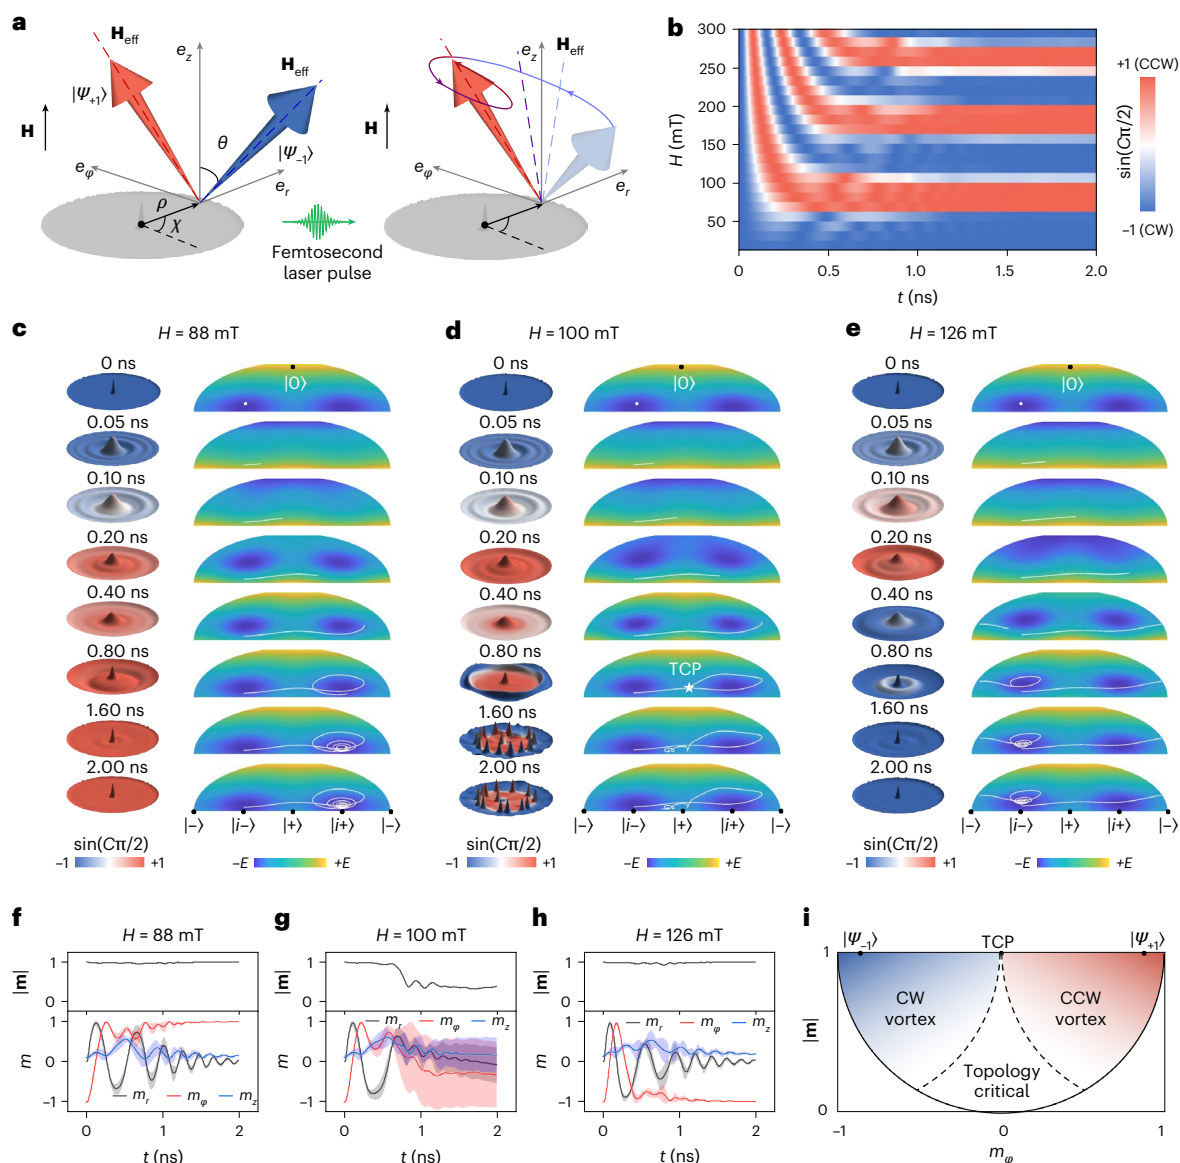 a
H_eff
e_z
H_eff
|Ψ₊₁⟩
H
θ
|Ψ₋₁⟩
e_φ
e_r
ρ
χ
Femtosecond
laser pulse
e_z
H_eff
H
e_φ
e_r
b
300
250
200
150
100
50
H (mT)
0
0.5
1.0
1.5
2.0
t (ns)
+1 (CCW)
sin(Cπ/2)
−1 (CW)
c
H = 88 mT
0 ns
|0⟩
0.05 ns
0.10 ns
0.20 ns
0.40 ns
0.80 ns
1.60 ns
2.00 ns
|−⟩
|i−⟩
|+⟩
|i+⟩
|−⟩
sin(Cπ/2)
−1
+1
−E
+E
d
H = 100 mT
0 ns
|0⟩
0.05 ns
0.10 ns
0.20 ns
0.40 ns
0.80 ns
TCP
1.60 ns
2.00 ns
|−⟩
|i−⟩
|+⟩
|i+⟩
|−⟩
sin(Cπ/2)
−1
+1
−E
+E
e
H = 126 mT
0 ns
|0⟩
0.05 ns
0.10 ns
0.20 ns
0.40 ns
0.80 ns
1.60 ns
2.00 ns
|−⟩
|i−⟩
|+⟩
|i+⟩
|−⟩
sin(Cπ/2)
−1
+1
−E
+E
f
H = 88 mT
|m|
1
0
m
1
0
−1
m_r
m_φ
m_z
0
1
2
t (ns)
g
H = 100 mT
|m|
1
0
m_r
m_φ
m_z
m
1
0
−1
0
1
2
t (ns)
h
H = 126 mT
|m|
1
0
m_r
m_φ
m_z
m
1
0
−1
0
1
2
t (ns)
i
|Ψ₋₁⟩
TCP
|Ψ₊₁⟩
1
CW
vortex
CCW
vortex
|m|
Topology
critical
0
−1
0
1
m_φ